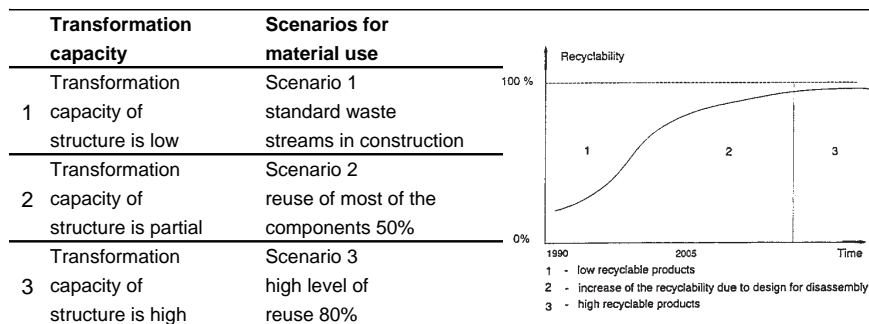 Transformation capacity
Scenarios for material use
1
Transformation
capacity of
structure is low
Scenario 1
standard waste
streams in construction
2
Transformation
capacity of
structure is partial
Scenario 2
reuse of most of the
components 50%
3
Transformation
capacity of
structure is high
Scenario 3
high level of
reuse 80%
Recyclability
100 %
1
2
3
0%
1990
2005
Time
1 - low recyclable products
2 - increase of the recyclability due to design for disassembly
3 - high recyclable products